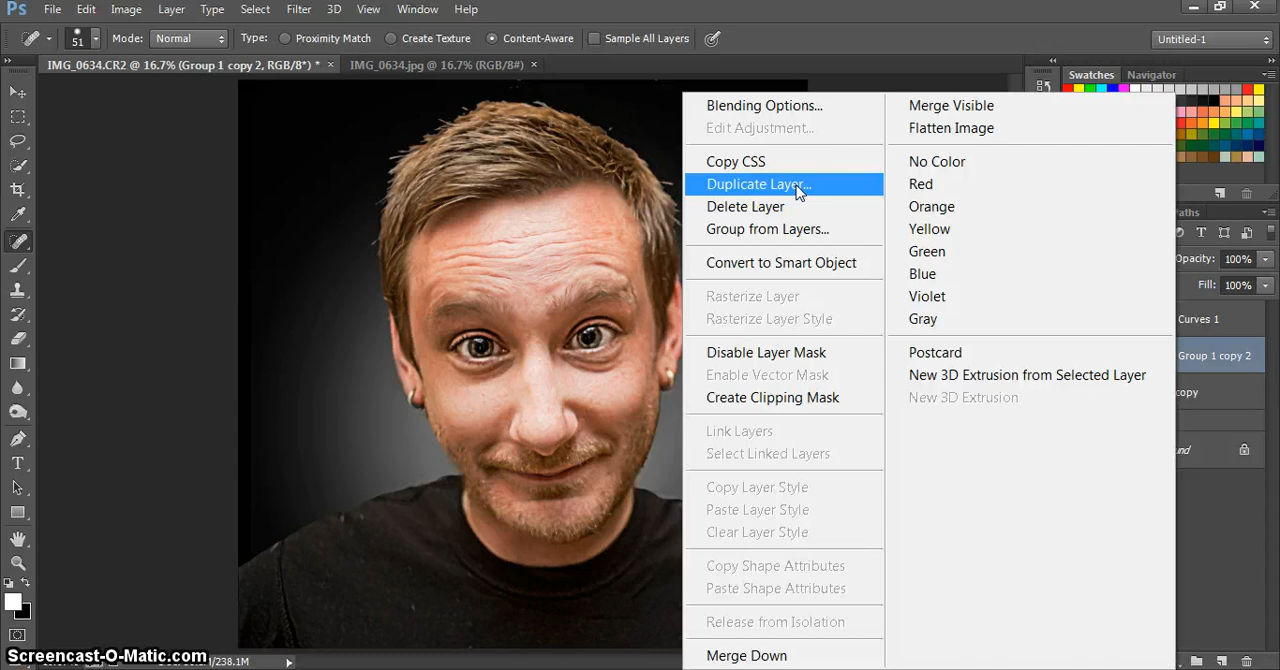 Ps File Edit Image Layer Type Select Filter 3D View Window Help
51 Mode: Normal Type: Proximity Match Create Texture Content-Aware Sample All Layers Untitled-1
IMG_0634.CR2 @ 16.7% (Group 1 copy 2, RGB/8*) * × IMG_0634.jpg @ 16.7% (RGB/8#) ×
Swatches Navigator
Blending Options...
Edit Adjustment...
Copy CSS
Duplicate Layer...
Delete Layer
Group from Layers...
Convert to Smart Object
Rasterize Layer
Rasterize Layer Style
Disable Layer Mask
Enable Vector Mask
Create Clipping Mask
Link Layers
Select Linked Layers
Copy Layer Style
Paste Layer Style
Clear Layer Style
Copy Shape Attributes
Paste Shape Attributes
Release from Isolation
Merge Down
Merge Visible
Flatten Image
No Color
Red
Orange
Yellow
Green
Blue
Violet
Gray
Postcard
New 3D Extrusion from Selected Layer
New 3D Extrusion
Paths
T
Opacity: 100%
Fill: 100%
Curves 1
Group 1 copy 2
copy
und
T
Screencast-O-Matic.com
/238.1M